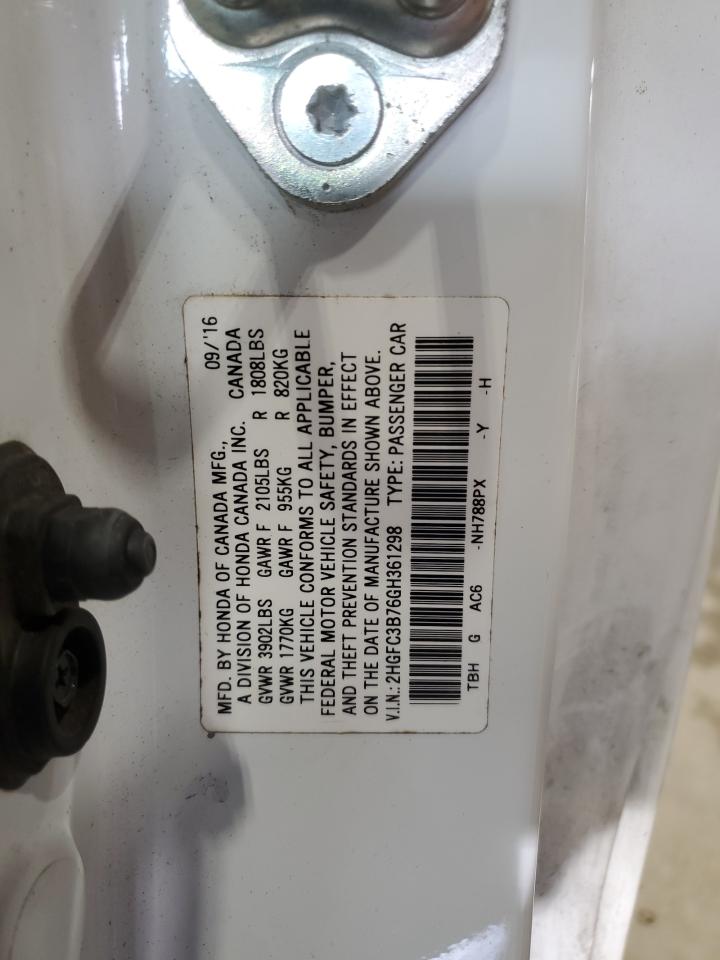 MFD. BY HONDA OF CANADA MFG., 09/'16
A DIVISION OF HONDA CANADA INC. CANADA
GVWR 3902LBS GAWR F 2105LBS R 1808LBS
GVWR 1770KG GAWR F 955KG R 820KG
THIS VEHICLE CONFORMS TO ALL APPLICABLE
FEDERAL MOTOR VEHICLE SAFETY, BUMPER,
AND THEFT PREVENTION STANDARDS IN EFFECT
ON THE DATE OF MANUFACTURE SHOWN ABOVE.
V.I.N.: 2HGFC3B76GH361298 TYPE: PASSENGER CAR
TBH G AC6 -NH788PX -Y -H